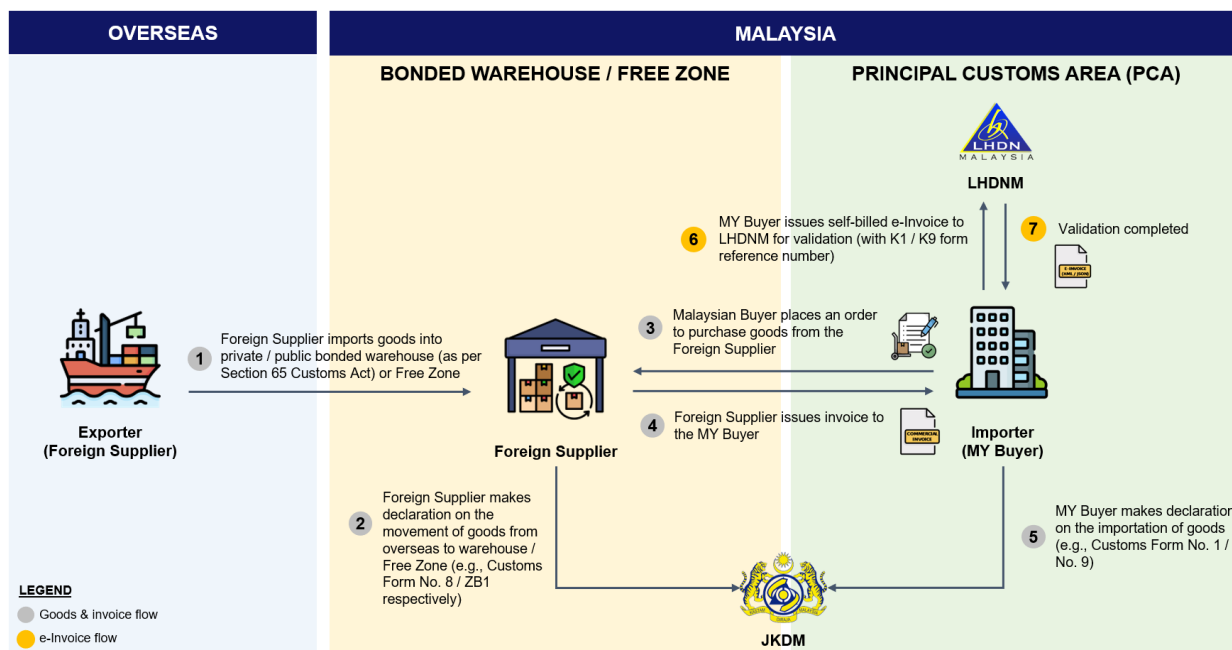 OVERSEAS
MALAYSIA
BONDED WAREHOUSE / FREE ZONE
PRINCIPAL CUSTOMS AREA (PCA)
LHDN
MALAYSIA
LHDNM
6
MY Buyer issues self-billed e-Invoice to
LHDNM for validation (with K1 / K9 form
reference number)
7
Validation completed
E-INVOICE
(XML / JSON)
1
Foreign Supplier imports goods into
private / public bonded warehouse (as per
Section 65 Customs Act) or Free Zone
3
Malaysian Buyer places an order
to purchase goods from the
Foreign Supplier
4
Foreign Supplier issues invoice to
the MY Buyer
COMMERCIAL
INVOICE
Exporter
(Foreign Supplier)
Foreign Supplier
Importer
(MY Buyer)
2
Foreign Supplier makes
declaration on the
movement of goods from
overseas to warehouse /
Free Zone (e.g., Customs
Form No. 8 / ZB1
respectively)
5
MY Buyer makes declaration
on the importation of goods
(e.g., Customs Form No. 1 /
No. 9)
JKDM
LEGEND
Goods & invoice flow
e-Invoice flow